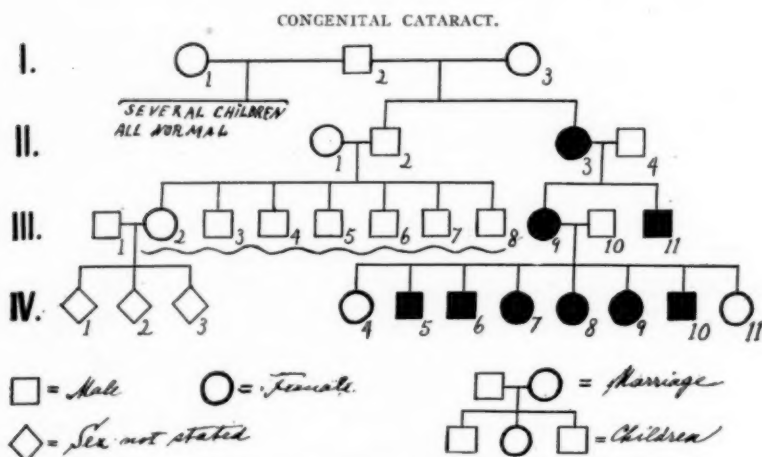 CONGENITAL CATARACT.
I.
1 2 3
SEVERAL CHILDREN
ALL NORMAL
II.
1 2 3 4
III.
1 2 3 4 5 6 7 8 9 10 11
IV.
1 2 3 4 5 6 7 8 9 10 11
= Male = Female = Marriage
= Sex not stated = Children